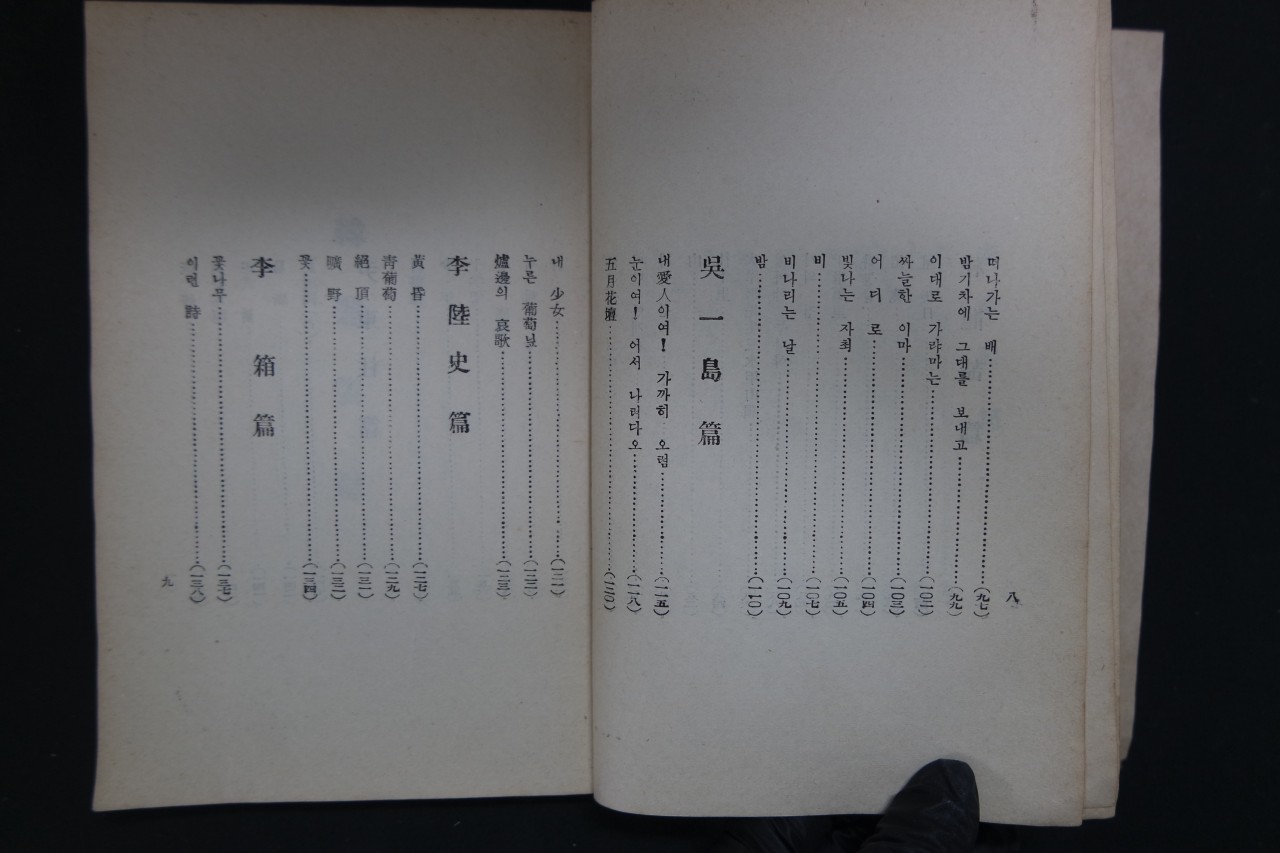 八
떠나가는 배……(九七)
밤기차에 그대를 보내고……(九九)
이대로 가랴마는……(一〇二)
싸늘한 이마……(一〇三)
어 디 로……(一〇四)
빛나는 자최……(一〇五)
비……(一〇七)
비나리는 날……(一〇九)
밤……(一一〇)
吳一島篇
내 愛人이여! 가까히 오렴……(一一五)
눈이여! 어서 나려다오……(一一八)
五月花壇……(一二〇)
내 少女……(一二一)
누른 葡萄닢……(一二二)
爐邊의 哀歌……(一二三)
李陸史篇
黃 昏……(一二七)
靑葡萄……(一二九)
絕 頂……(一三一)
曠 野……(一三二)
꽃……(一三四)
李箱篇
꽃나무……(一三七)
이런 詩……(一三八)
九